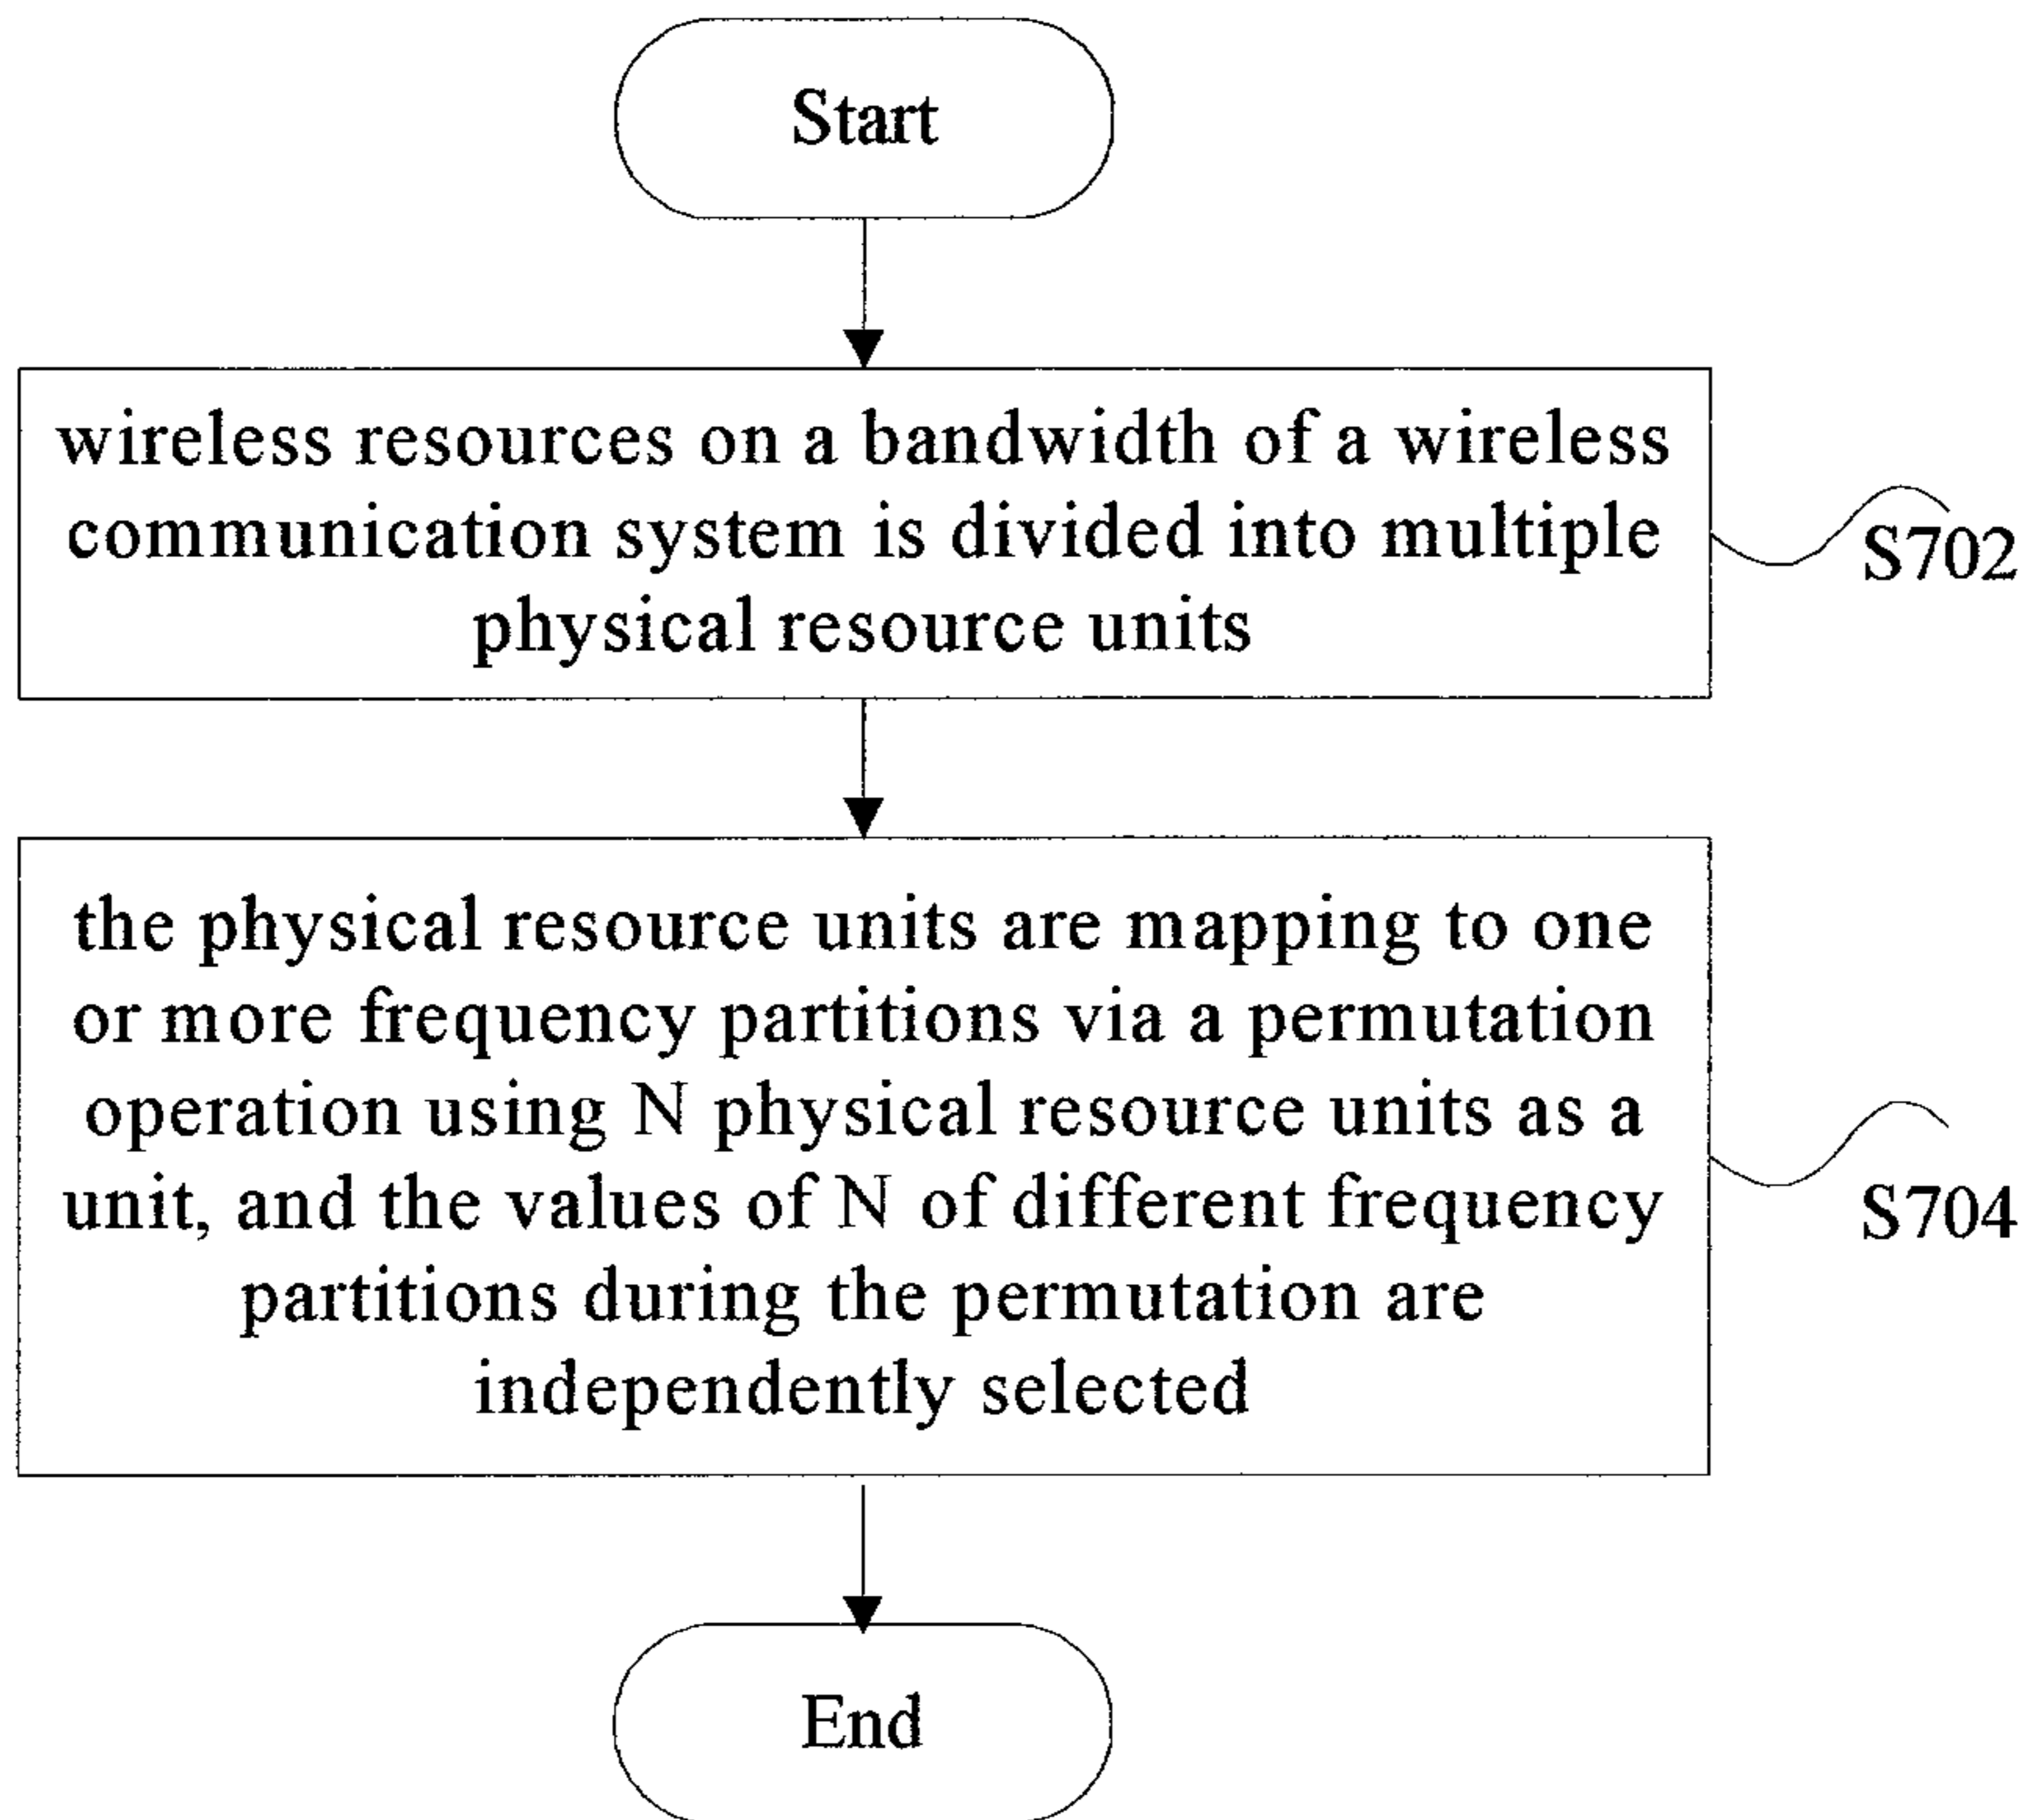 Start
wireless resources on a bandwidth of a wireless
communication system is divided into multiple
physical resource units
S702
the physical resource units are mapping to one
or more frequency partitions via a permutation
operation using N physical resource units as a
unit, and the values of N of different frequency
partitions during the permutation are
independently selected
S704
End